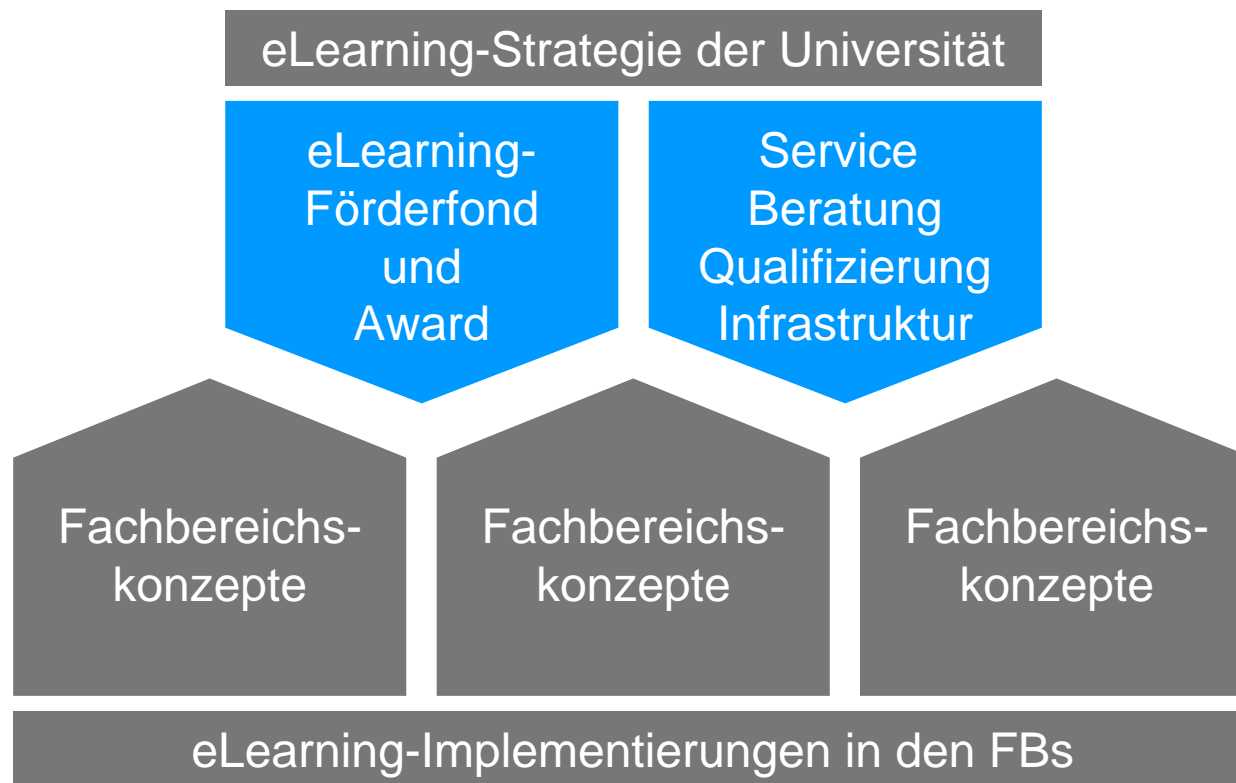 eLearning-Strategie der Universität
eLearning-
Förderfond
und
Award
Service
Beratung
Qualifizierung
Infrastruktur
Fachbereichs-
konzepte
Fachbereichs-
konzepte
Fachbereichs-
konzepte
eLearning-Implementierungen in den FBs